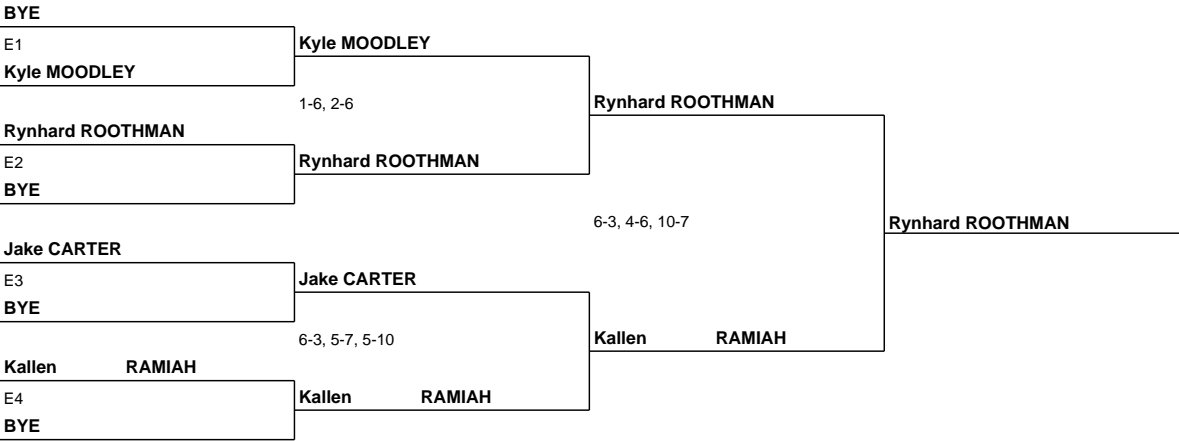 BYE
E1
Kyle MOODLEY
Kyle MOODLEY
1-6, 2-6
Rynhard ROOTHMAN
Rynhard ROOTHMAN
E2
Rynhard ROOTHMAN
BYE
6-3, 4-6, 10-7
Rynhard ROOTHMAN
Jake CARTER
E3
Jake CARTER
BYE
6-3, 5-7, 5-10
Kallen RAMIAH
Kallen RAMIAH
E4
Kallen RAMIAH
BYE